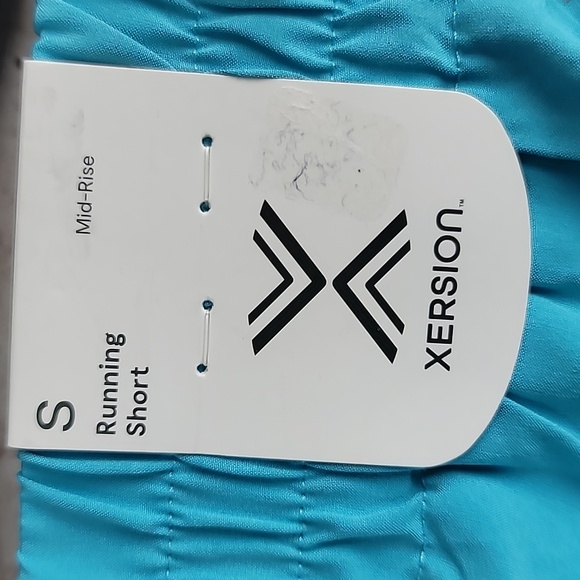 XERSION™
Mid-Rise
Running
Short
S